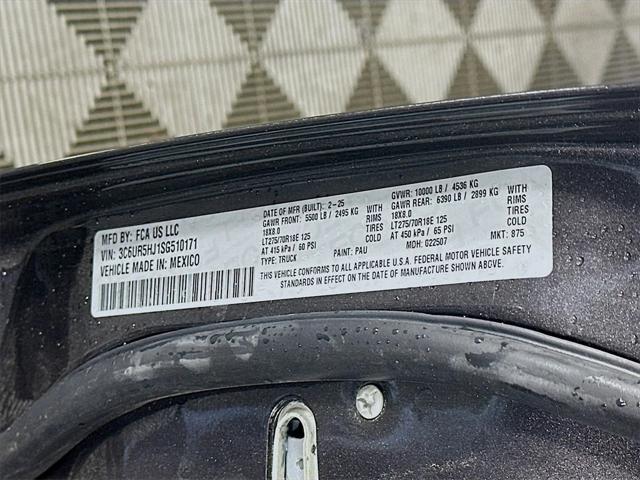 MFD BY: FCA US LLC
VIN: 3C6UR5HJ1SG510171
VEHICLE MADE IN: MEXICO
DATE OF MFR (BUILT): 2-25
GAWR FRONT: 5500 LB / 2495 KG WITH
18X8.0 RIMS
LT275/70R18E 125 TIRES
AT 415 kPa / 60 PSI COLD
GVWR: 10000 LB / 4536 KG
GAWR REAR: 6390 LB / 2899 KG WITH
18X8.0 RIMS
LT275/70R18E 125 TIRES
AT 450 kPa / 65 PSI COLD
TYPE: TRUCK PAINT: PAU MDH: 022507 MKT: 875
THIS VEHICLE CONFORMS TO ALL APPLICABLE U.S.A. FEDERAL MOTOR VEHICLE SAFETY
STANDARDS IN EFFECT ON THE DATE OF MANUFACTURE SHOWN ABOVE.